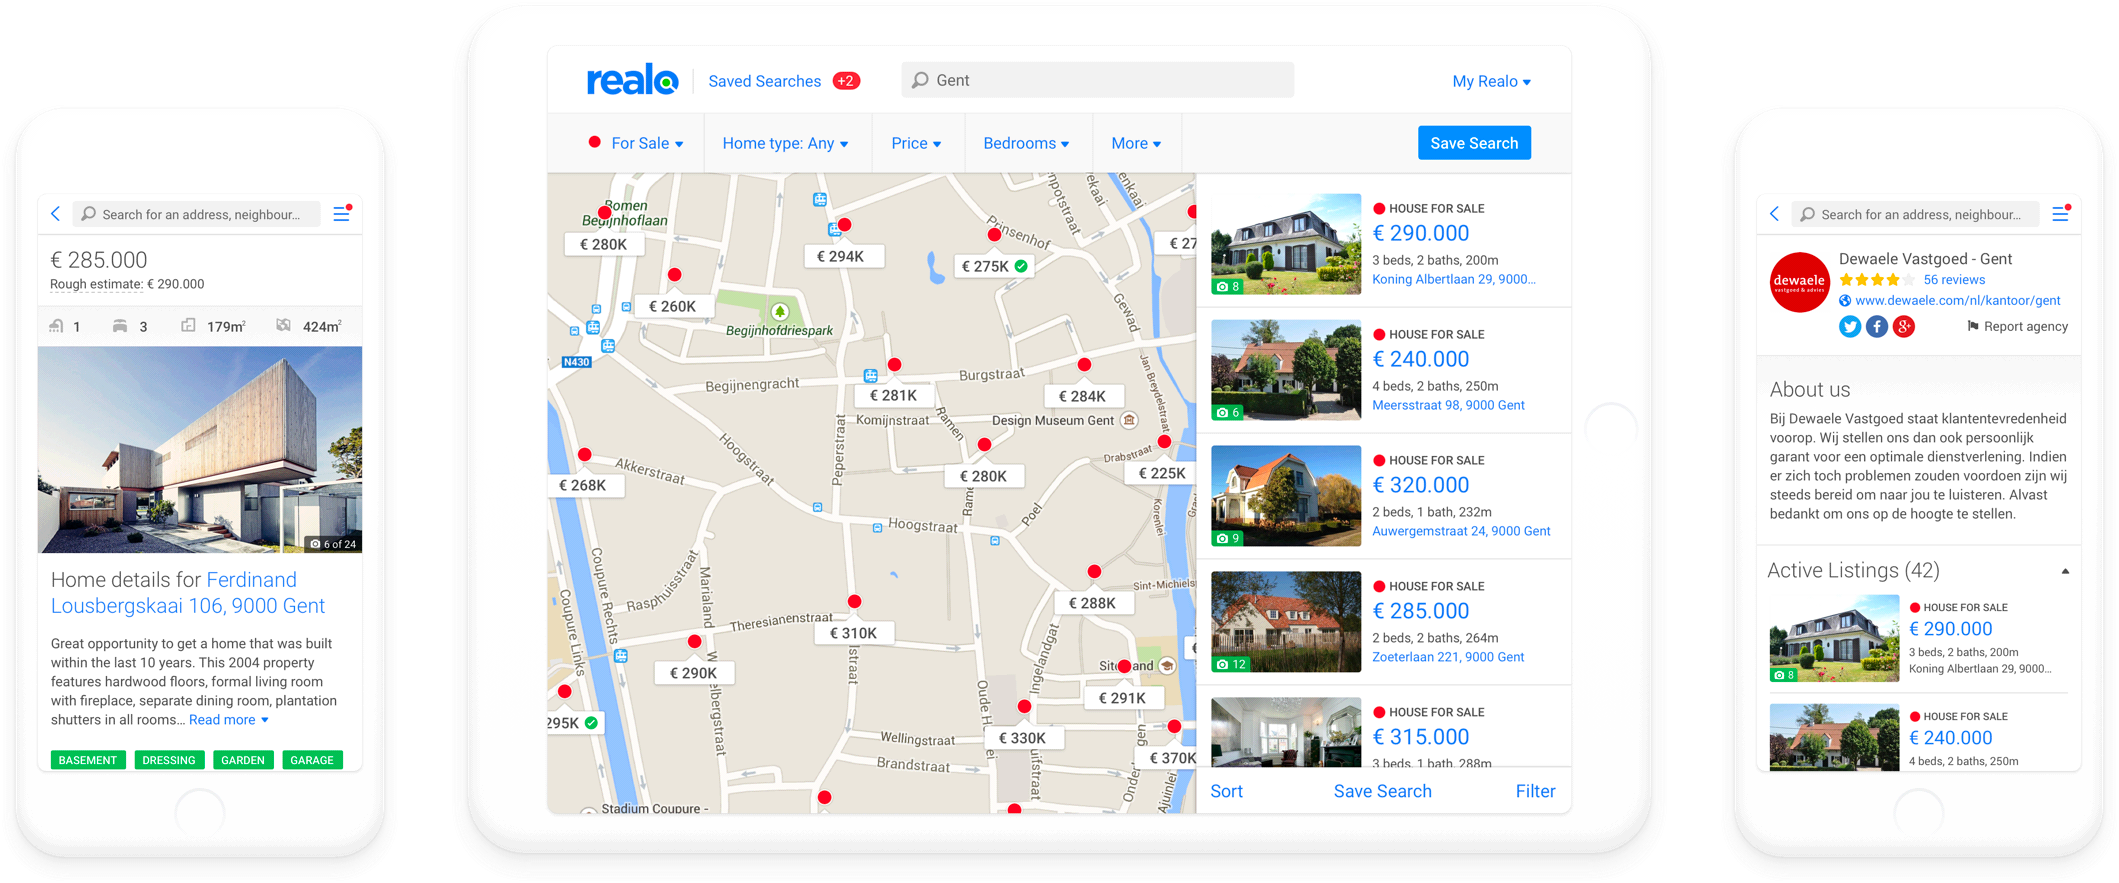 Search for an address, neighbour...
€ 285.000
Rough estimate: € 290.000
1 3 179m² 424m²
6 of 24
Home details for Ferdinand
Lousbergskaai 106, 9000 Gent
Great opportunity to get a home that was built
within the last 10 years. This 2004 property
features hardwood floors, formal living room
with fireplace, separate dining room, plantation
shutters in all rooms... Read more
BASEMENT DRESSING GARDEN GARAGE
realo Saved Searches +2 Gent My Realo
For Sale Home type: Any Price Bedrooms More Save Search
Bomen
Begijnhoflaan
€ 280K
€ 294K
Prinsenhof
€ 275K
€ 27
€ 260K
Begijnhofdriespark
Gewad
N430
Jan Breydelstraat
Begijnengracht
Burgstraat
€ 281K
€ 284K
Komijnstraat
Ramen
Design Museum Gent
Peperstraat
Hoogstraat
Drabstraat
Akkerstraat
€ 268K
€ 280K
€ 225K
Poel
Korenlei
Hoogstraat
Coupure Rechts
Coupure Links
Rasphuisstraat
Marialand
Sint-Michiels
€ 288K
Theresianenstraat
€ 310K
Ingelandgat
€ 290K
€ 291K
295K
€ 330K
Wellingstraat
Brandstraat
€ 370K
Stadium Coupure -
HOUSE FOR SALE
€ 290.000
3 beds, 2 baths, 200m
Koning Albertlaan 29, 9000...
8
HOUSE FOR SALE
€ 240.000
4 beds, 2 baths, 250m
Meersstraat 98, 9000 Gent
6
HOUSE FOR SALE
€ 320.000
2 beds, 1 bath, 232m
Auwergemstraat 24, 9000 Gent
9
HOUSE FOR SALE
€ 285.000
2 beds, 2 baths, 264m
Zoeterlaan 221, 9000 Gent
12
HOUSE FOR SALE
€ 315.000
3 beds, 1 bath, 288m
Sort Save Search Filter
Search for an address, neighbour...
dewaele
vastgoed & advies
Dewaele Vastgoed - Gent
56 reviews
www.dewaele.com/nl/kantoor/gent
Report agency
About us
Bij Dewaele Vastgoed staat klantentevredenheid
voorop. Wij stellen ons dan ook persoonlijk
garant voor een optimale dienstverlening. Indien
er zich toch problemen zouden voordoen zijn wij
steeds bereid om naar jou te luisteren. Alvast
bedankt om ons op de hoogte te stellen.
Active Listings (42)
HOUSE FOR SALE
€ 290.000
3 beds, 2 baths, 200m
Koning Albertlaan 29, 9000...
8
HOUSE FOR SALE
€ 240.000
4 beds, 2 baths, 250m